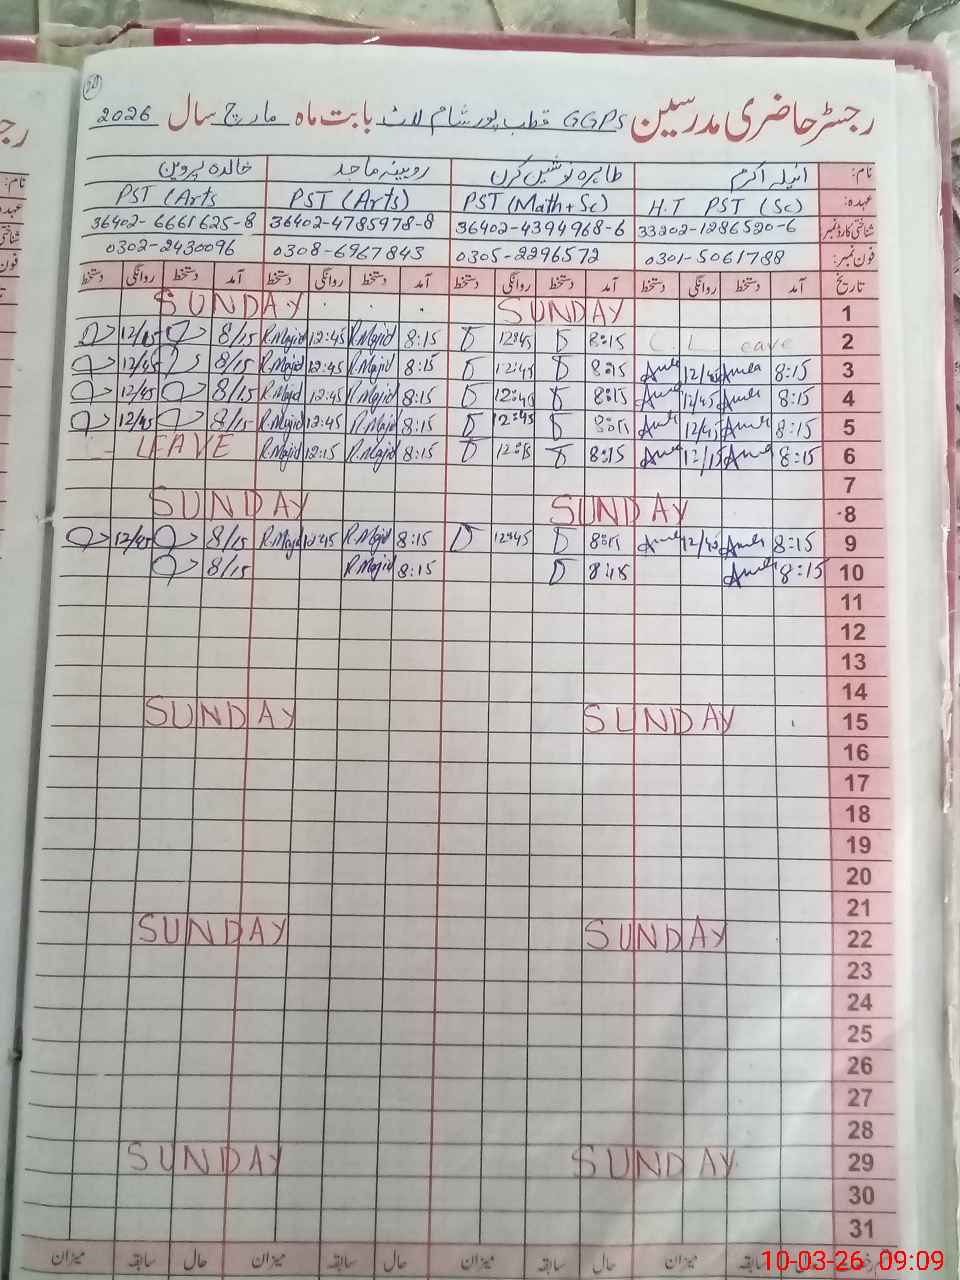 رجسٹر حاضری مدرسین GGPS قطب پور شام لاٹ بابت ماہ مارچ سال 2026
نام: انیلہ اکرم طاہرہ نوشین کرن روبینہ ماجد خالدہ پروین
عہدہ: H.T PST (Sc) PST (Math+Sc) PST (Arts) PST (Arts
شناختی کارڈ نمبر 33202-1286520-6 36402-4394968-6 36402-4785978-8 36402-6661625-8
فون نمبر: 0301-5061788 0305-2296572 0308-6967843 0302-2430096
تاریخ آمد دستخط روانگی دستخط آمد دستخط روانگی دستخط آمد دستخط روانگی دستخط آمد دستخط روانگی دستخط
1 SUNDAY SUNDAY
2 C.L eave 8:15 12:45 8:15 R.Majid 12:45 R.Majid 8/15 12/45
3 8:15 12/45 8:15 12:45 8:15 R.Majid 12:45 R.Majid 8/15 12/45
4 8:15 12/45 8:15 12:45 8:15 R.Majid 12:45 R.Majid 8/15 12/45
5 8:15 12/45 12:45 8:15 R.Majid 12:45 R.Majid 8/15 12/45
6 8:15 12/15 8:15 12:15 8:15 R.Majid 12:15 R.Majid LEAVE
7
8 SUNDAY SUNDAY
9 8:15 12/45 12:45 8:15 R.Majid 12:45 R.Majid 8/15 12/45
10 8:15 8:15 R.Majid 8/15
11
12
13
14
15 SUNDAY SUNDAY
16
17
18
19
20
21
22 SUNDAY SUNDAY
23
24
25
26
27
28
29 SUNDAY SUNDAY
30
31
حال سابقہ میزان حال سابقہ میزان حال سابقہ میزان
10-03-26 09:09